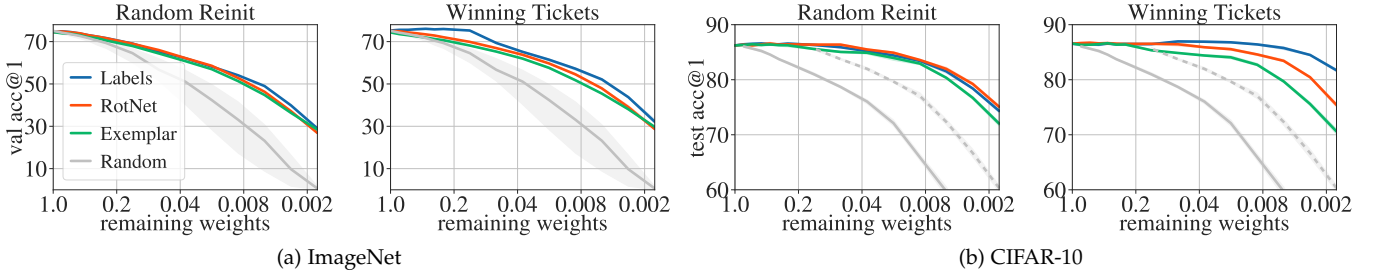 Random Reinit
Winning Tickets
Random Reinit
Winning Tickets
val acc@1
70
50
30
10
Labels
RotNet
Exemplar
Random
1.0 0.2 0.04 0.008 0.002
remaining weights
70
50
30
10
1.0 0.2 0.04 0.008 0.002
remaining weights
test acc@1
90
80
70
60
1.0 0.2 0.04 0.008 0.002
remaining weights
90
80
70
60
1.0 0.2 0.04 0.008 0.002
remaining weights
(a) ImageNet
(b) CIFAR-10